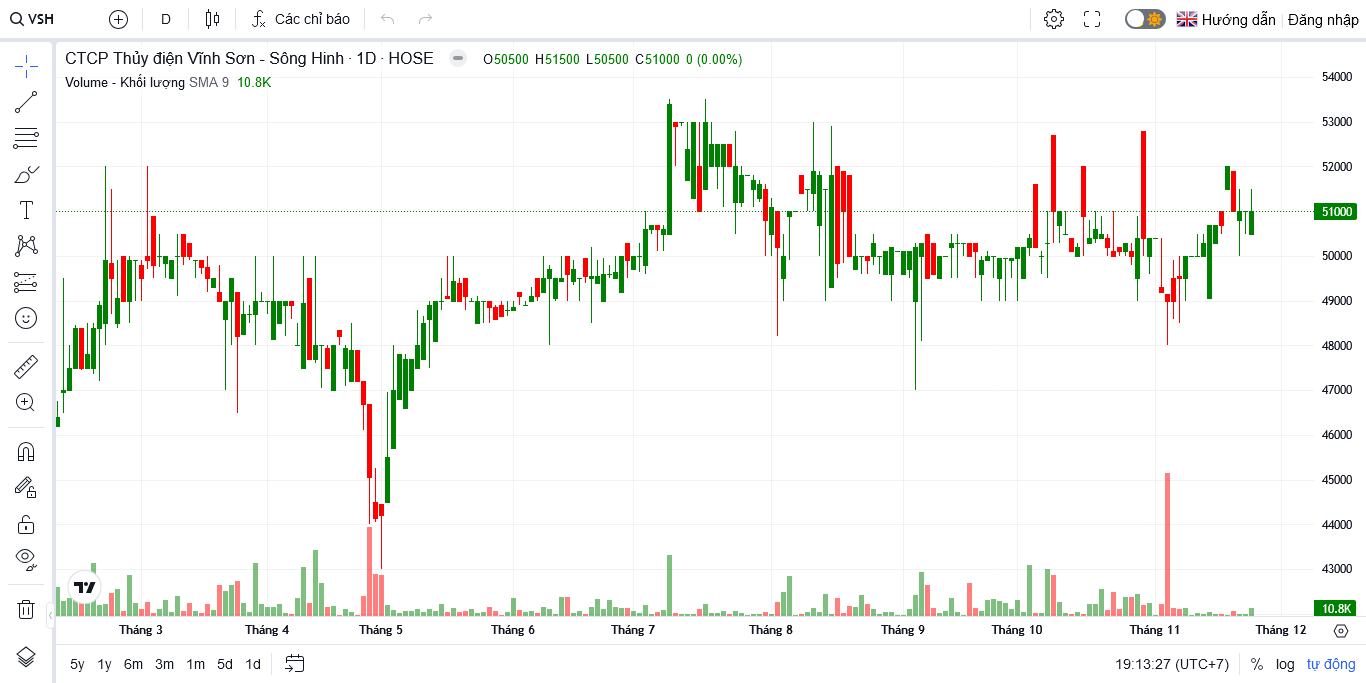 VSH D Các chỉ báo Hướng dẫn Đăng nhập
CTCP Thủy điện Vĩnh Sơn - Sông Hinh · 1D · HOSE O50500 H51500 L50500 C51000 0 (0.00%)
Volume - Khối lượng SMA 9 10.8K
54000
53000
52000
51000
50000
49000
48000
47000
46000
45000
44000
43000
10.8K
Tháng 3 Tháng 4 Tháng 5 Tháng 6 Tháng 7 Tháng 8 Tháng 9 Tháng 10 Tháng 11 Tháng 12
5y 1y 6m 3m 1m 5d 1d 19:13:27 (UTC+7) % log tự động